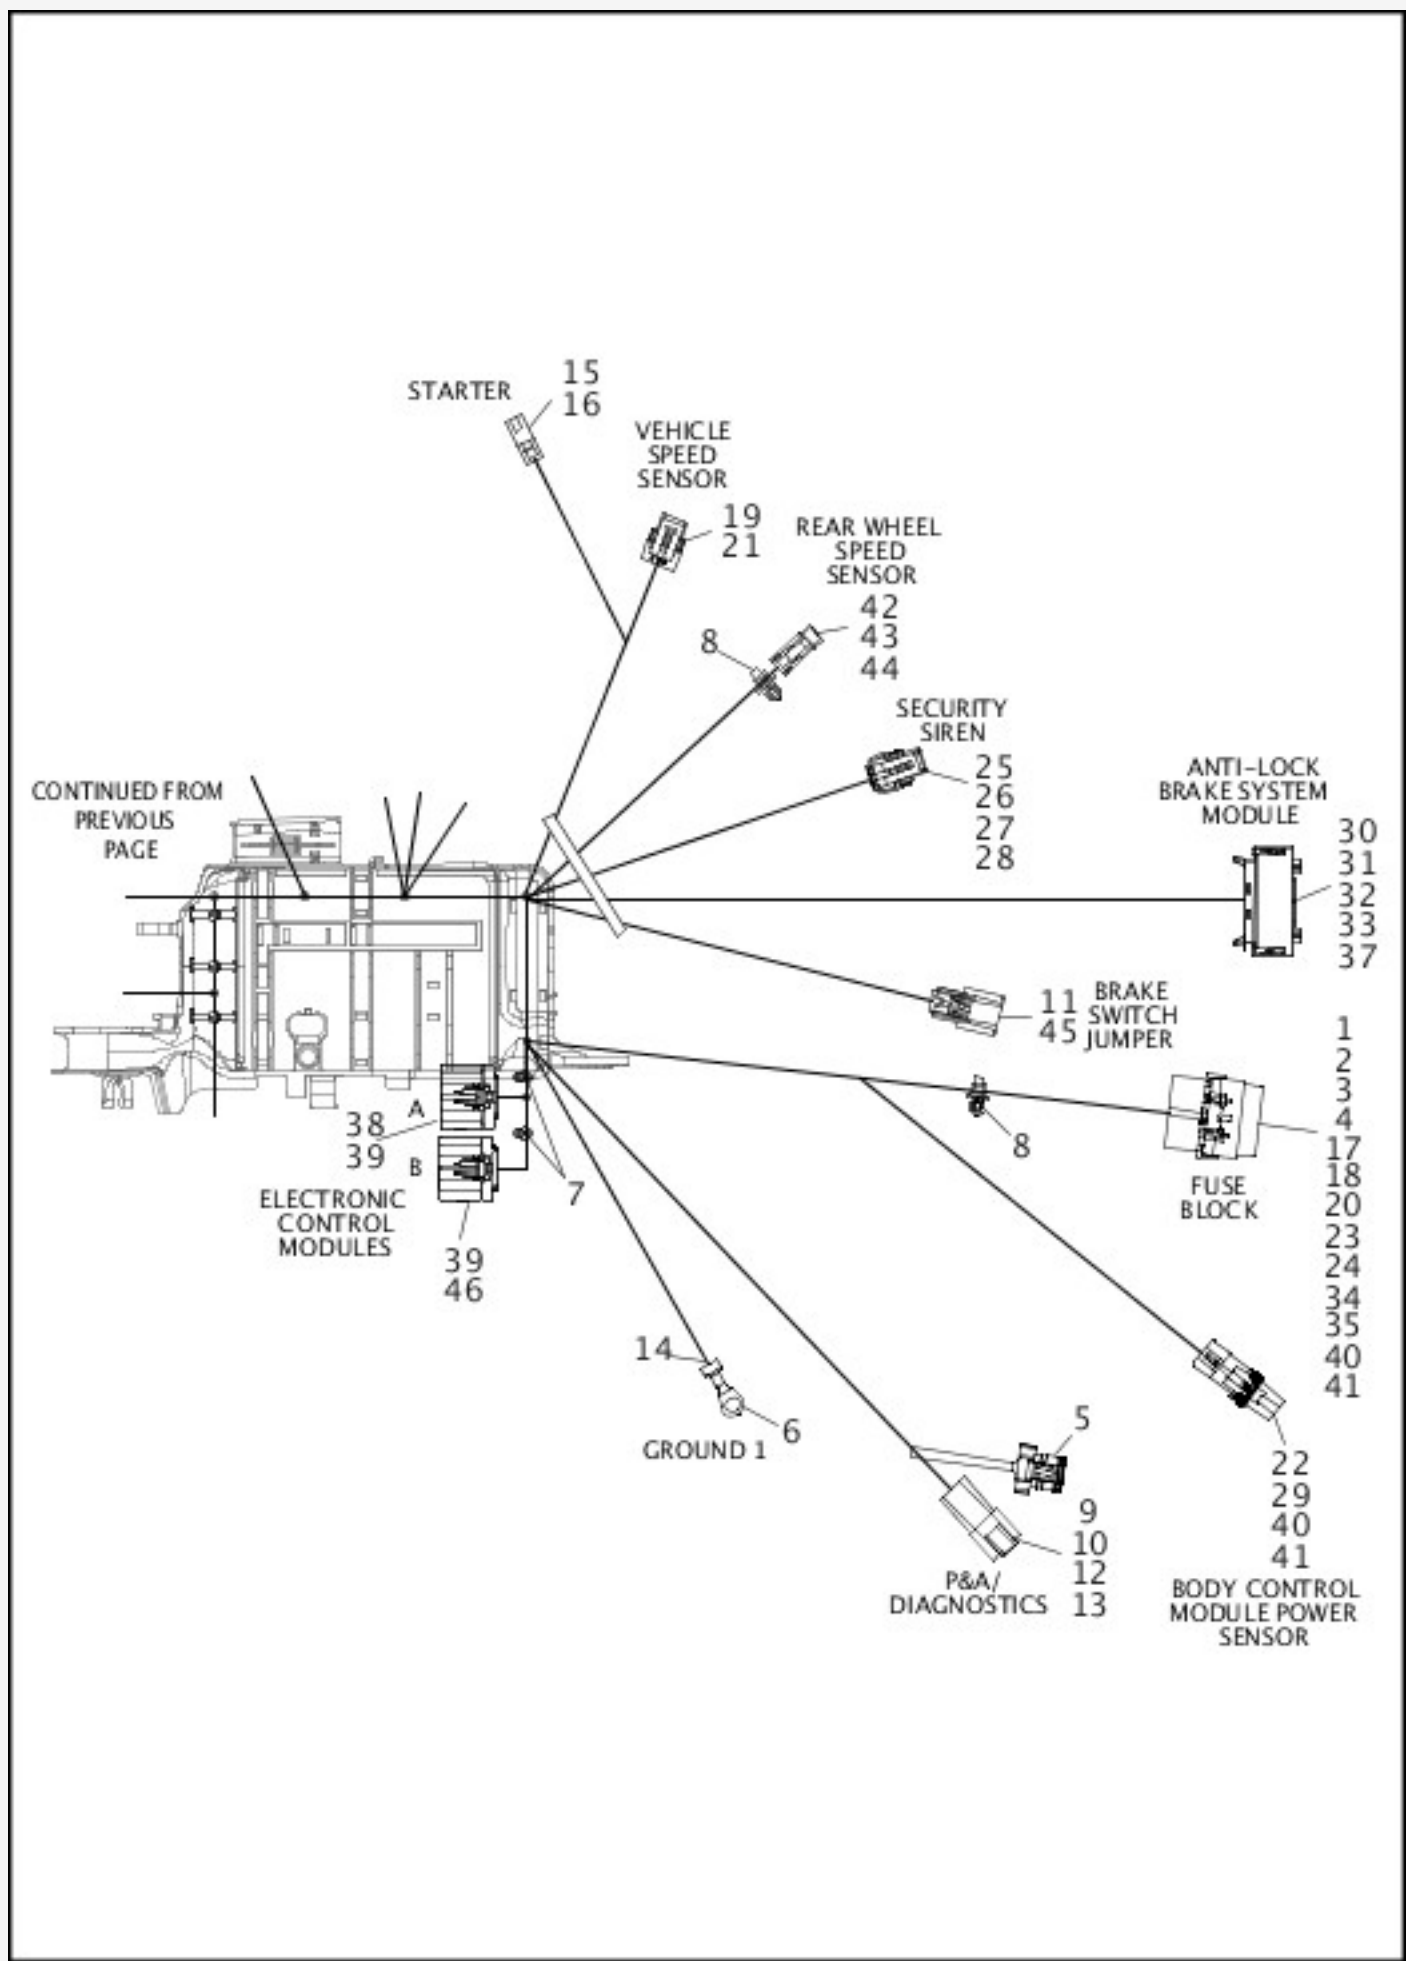 STARTER
15
16
VEHICLE
SPEED
SENSOR
19
21
REAR WHEEL
SPEED
SENSOR
42
43
44
8
SECURITY
SIREN
25
26
27
28
ANTI-LOCK
BRAKE SYSTEM
MODULE
30
31
32
33
37
CONTINUED FROM
PREVIOUS
PAGE
11
45
BRAKE
SWITCH
JUMPER
1
2
3
4
17
18
20
23
24
34
35
40
41
FUSE
BLOCK
8
A
38
39
B
7
ELECTRONIC
CONTROL
MODULES
39
46
14
6
GROUND 1
5
9
10
12
13
P&A/
DIAGNOSTICS
22
29
40
41
BODY CONTROL
MODULE POWER
SENSOR